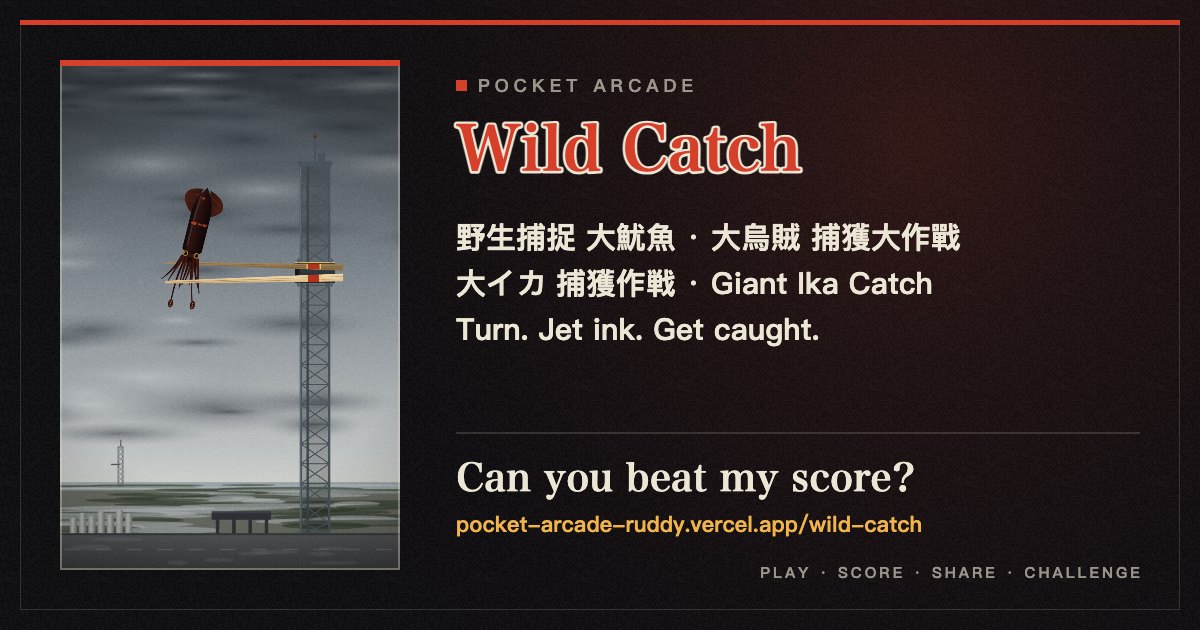 POCKET ARCADE
Wild Catch
野生捕捉 大魷魚 · 大烏賊 捕獲大作戰
大イカ 捕獲作戦 · Giant Ika Catch
Turn. Jet ink. Get caught.
Can you beat my score?
pocket-arcade-ruddy.vercel.app/wild-catch
PLAY · SCORE · SHARE · CHALLENGE